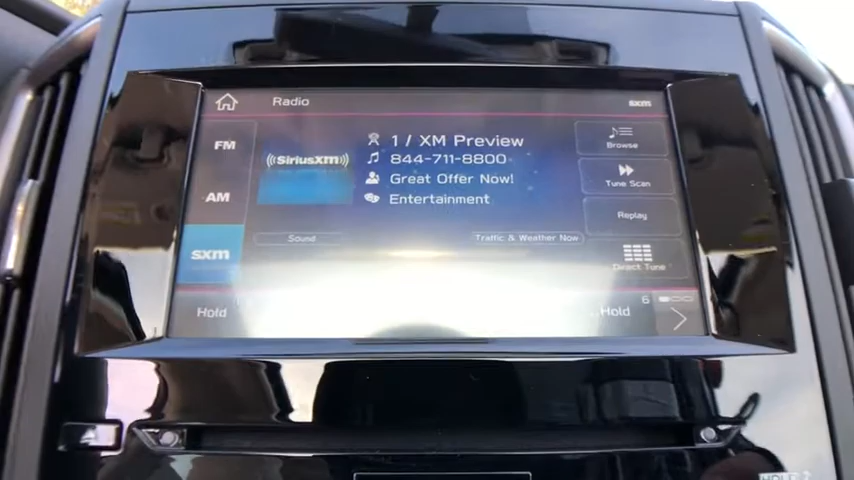 Radio
sxm
FM
AM
sxm
((SiriusXM))
1 / XM Preview
844-711-8800
Great Offer Now!
Entertainment
Browse
Tune Scan
Replay
Direct Tune
Sound
Traffic & Weather Now
6
Hold
Hold